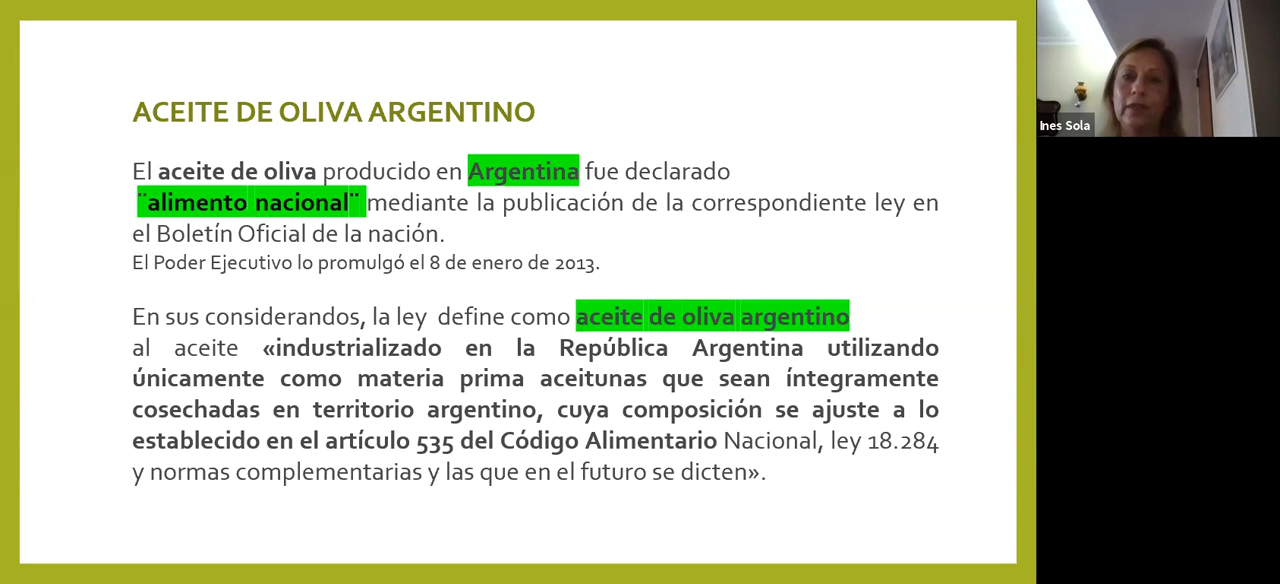 ACEITE DE OLIVA ARGENTINO
El aceite de oliva producido en Argentina fue declarado
¨alimento nacional¨ mediante la publicación de la correspondiente ley en
el Boletín Oficial de la nación.
El Poder Ejecutivo lo promulgó el 8 de enero de 2013.
En sus considerandos, la ley define como aceite de oliva argentino
al aceite «industrializado en la República Argentina utilizando
únicamente como materia prima aceitunas que sean íntegramente
cosechadas en territorio argentino, cuya composición se ajuste a lo
establecido en el artículo 535 del Código Alimentario Nacional, ley 18.284
y normas complementarias y las que en el futuro se dicten».
Ines Sola